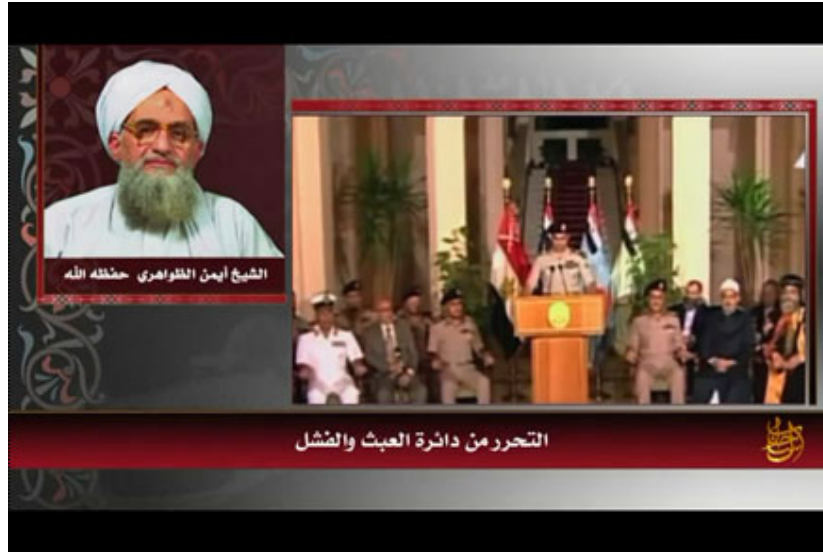 الشيخ أيمن الظواهري حفظه الله
التحرر من دائرة العبث والفشل